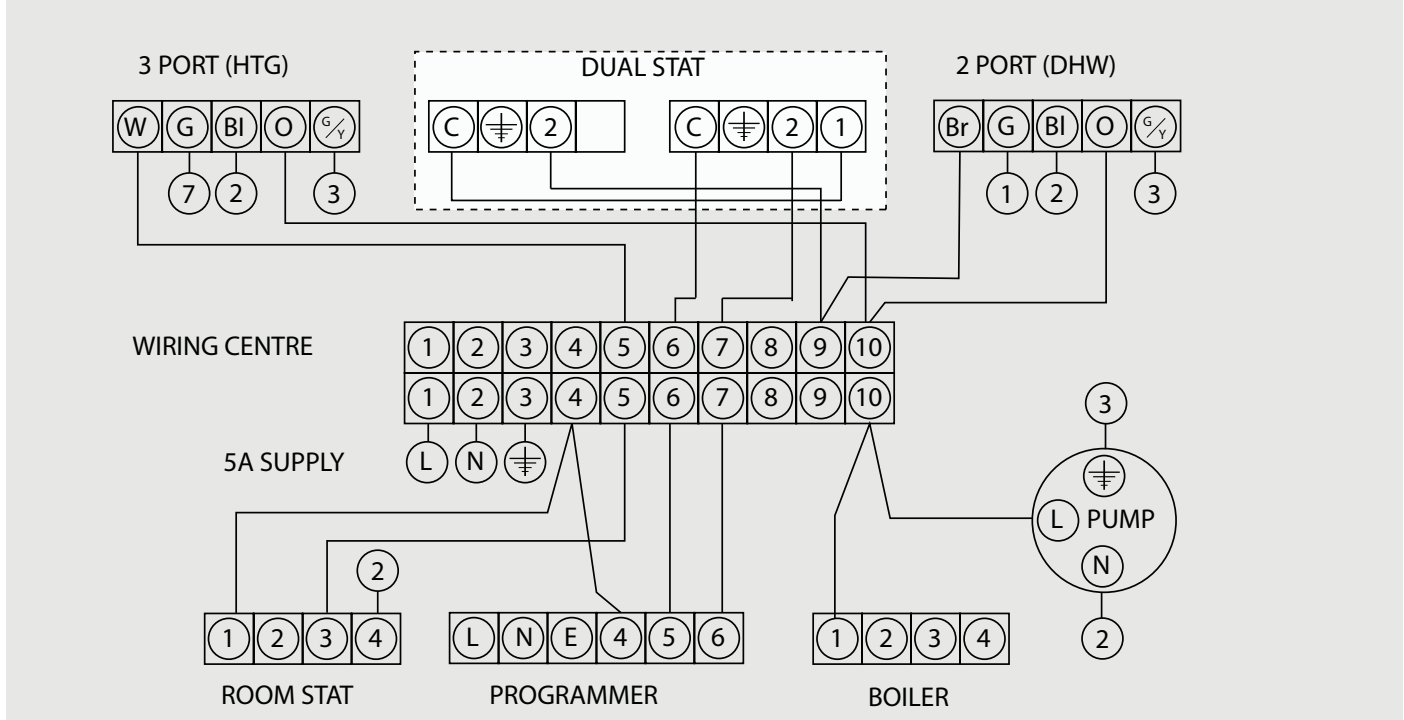 3 PORT (HTG) DUAL STAT 2 PORT (DHW)
W G Bl O G/Y C 2 C 2 1 Br G Bl O G/Y
7 2 3 1 2 3
WIRING CENTRE 1 2 3 4 5 6 7 8 9 10
1 2 3 4 5 6 7 8 9 10
3
5A SUPPLY L N
L PUMP
N
2
1 2 3 4 L N E 4 5 6 1 2 3 4 2
ROOM STAT PROGRAMMER BOILER